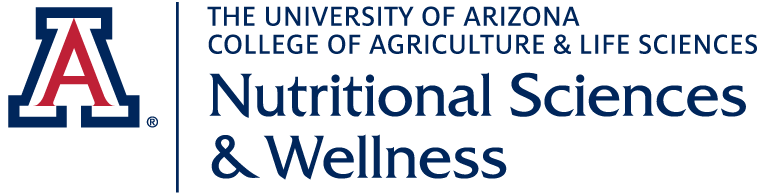 THE UNIVERSITY OF ARIZONA
COLLEGE OF AGRICULTURE & LIFE SCIENCES
A®
Nutritional Sciences
& Wellness